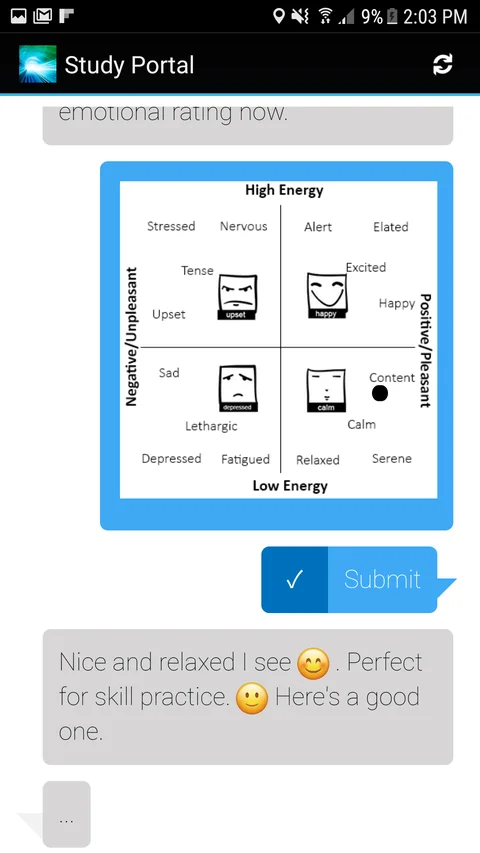 9% 2:03 PM
Study Portal
emotional rating now.
High Energy
Stressed Nervous Alert Elated
Tense Excited
upset happy
Upset Happy
Negative/Unpleasant
Positive/Pleasant
Sad Content
depressed calm
Lethargic Calm
Depressed Fatigued Relaxed Serene
Low Energy
✓ Submit
Nice and relaxed I see 😊 . Perfect
for skill practice. 🙂 Here's a good
one.
...